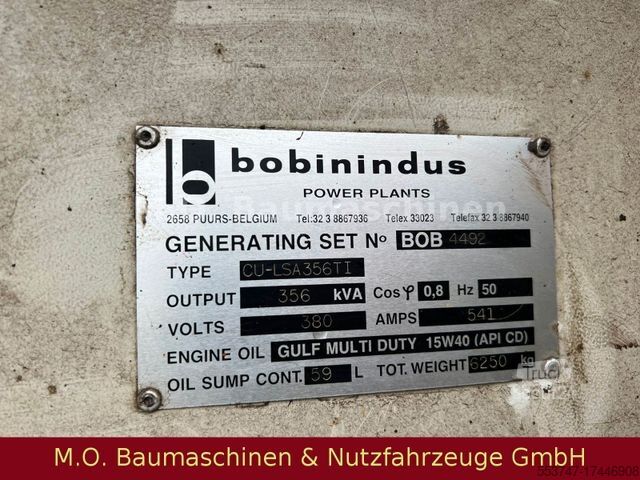 b bobinindus
POWER PLANTS
2658 PUURS-BELGIUM Tel:32 3 8867936 Telex 33023 Telefax 32 3 8867940
GENERATING SET Nº BOB 4492
TYPE CU-LSA356TI
OUTPUT 356 kVA Cos φ 0,8 Hz 50
VOLTS 380 AMPS 541
ENGINE OIL GULF MULTI DUTY 15W40 (API CD)
OIL SUMP CONT. 59 L TOT. WEIGHT 6250 kg
M.O. Baumaschinen & Nutzfahrzeuge GmbH